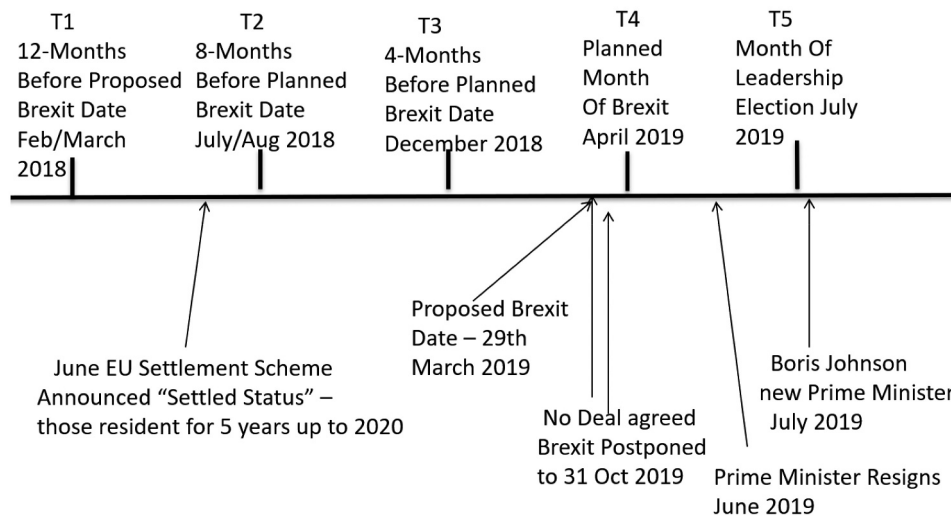 T1
12-Months
Before Proposed
Brexit Date
Feb/March
2018
T2
8-Months
Before Planned
Brexit Date
July/Aug 2018
T3
4-Months
Before Planned
Brexit Date
December 2018
T4
Planned
Month
Of Brexit
April 2019
T5
Month Of
Leadership
Election July
2019
June EU Settlement Scheme
Announced “Settled Status” –
those resident for 5 years up to 2020
Proposed Brexit
Date – 29th
March 2019
No Deal agreed
Brexit Postponed
to 31 Oct 2019
Prime Minister Resigns
June 2019
Boris Johnson
new Prime Minister
July 2019